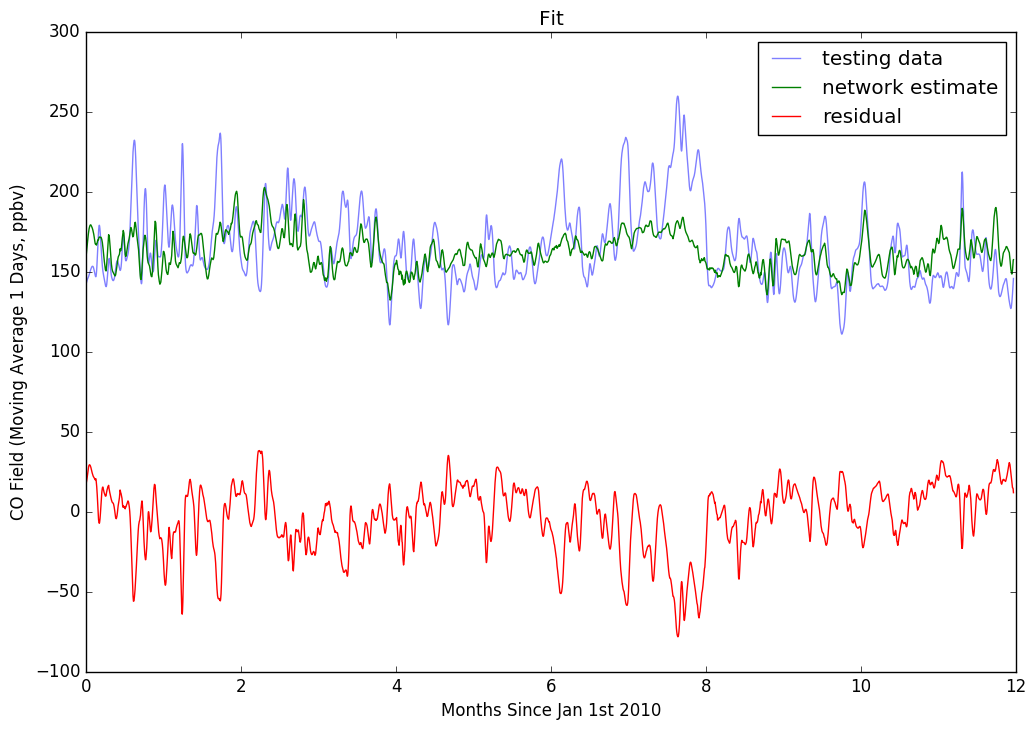 Fit
300
250
200
150
100
50
0
−50
−100
CO Field (Moving Average 1 Days, ppbv)
testing data
network estimate
residual
0 2 4 6 8 10 12
Months Since Jan 1st 2010